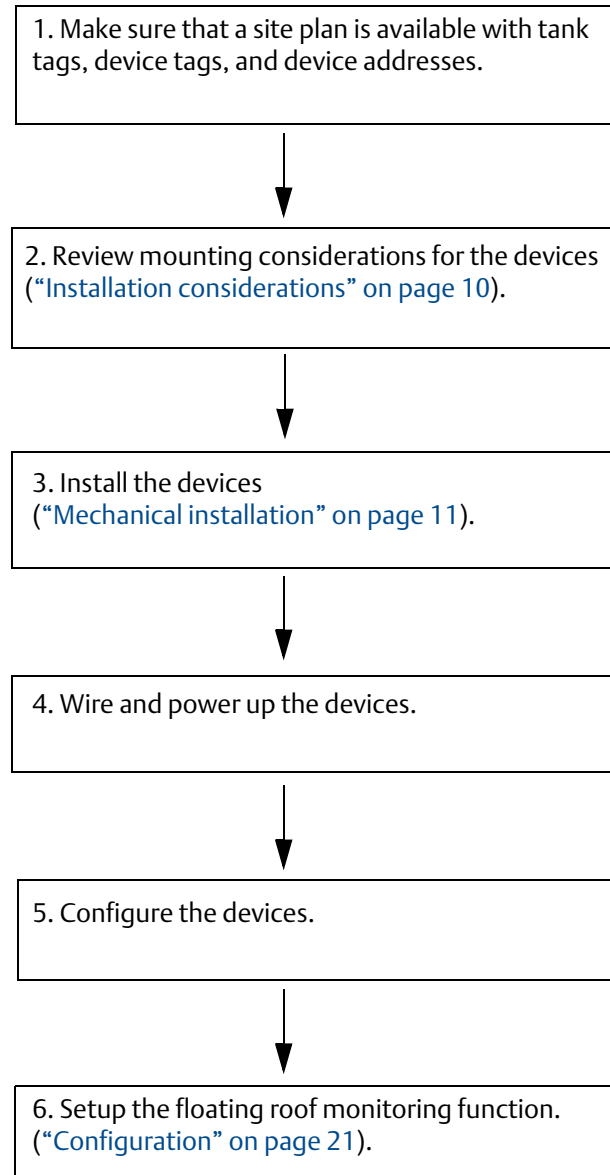 1. Make sure that a site plan is available with tank
tags, device tags, and device addresses.
2. Review mounting considerations for the devices
(“Installation considerations” on page 10).
3. Install the devices
(“Mechanical installation” on page 11).
4. Wire and power up the devices.
5. Configure the devices.
6. Setup the floating roof monitoring function.
(“Configuration” on page 21).